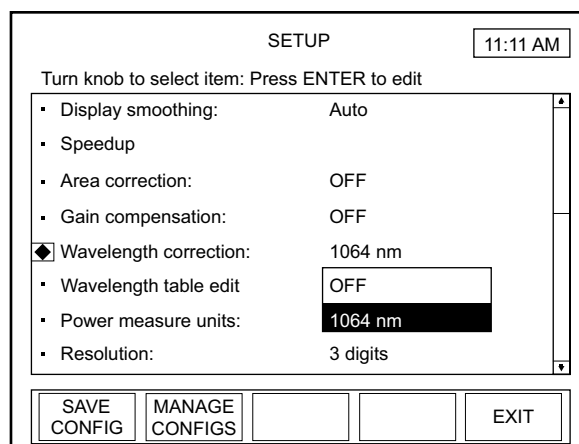 SETUP
11:11 AM
Turn knob to select item: Press ENTER to edit
Display smoothing: Auto
Speedup
Area correction: OFF
Gain compensation: OFF
Wavelength correction: 1064 nm
Wavelength table edit OFF
Power measure units: 1064 nm
Resolution: 3 digits
SAVE CONFIG MANAGE CONFIGS EXIT